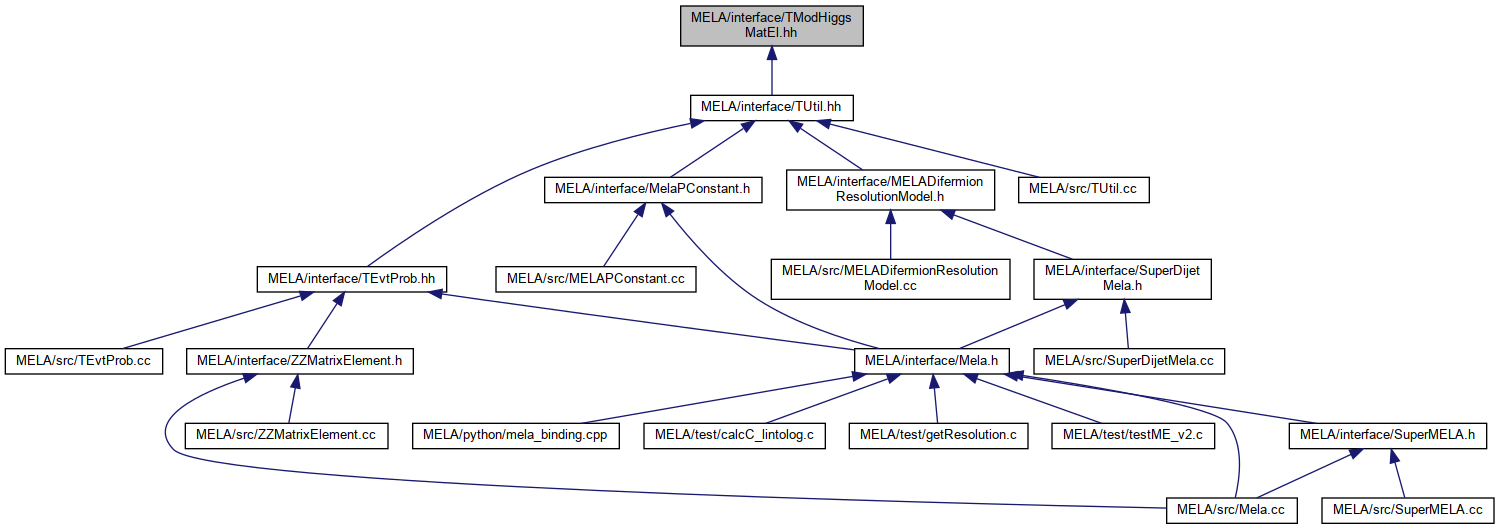 MELA/interface/TModHiggs
MatEl.hh
MELA/interface/TUtil.hh
MELA/interface/MelaPConstant.h
MELA/interface/MELADifermion
ResolutionModel.h
MELA/src/TUtil.cc
MELA/interface/TEvtProb.hh
MELA/src/MELAPConstant.cc
MELA/src/MELADifermionResolution
Model.cc
MELA/interface/SuperDijet
Mela.h
MELA/src/TEvtProb.cc
MELA/interface/ZZMatrixElement.h
MELA/interface/Mela.h
MELA/src/SuperDijetMela.cc
MELA/src/ZZMatrixElement.cc
MELA/python/mela_binding.cpp
MELA/test/calcC_lintolog.c
MELA/test/getResolution.c
MELA/test/testME_v2.c
MELA/interface/SuperMELA.h
MELA/src/Mela.cc
MELA/src/SuperMELA.cc